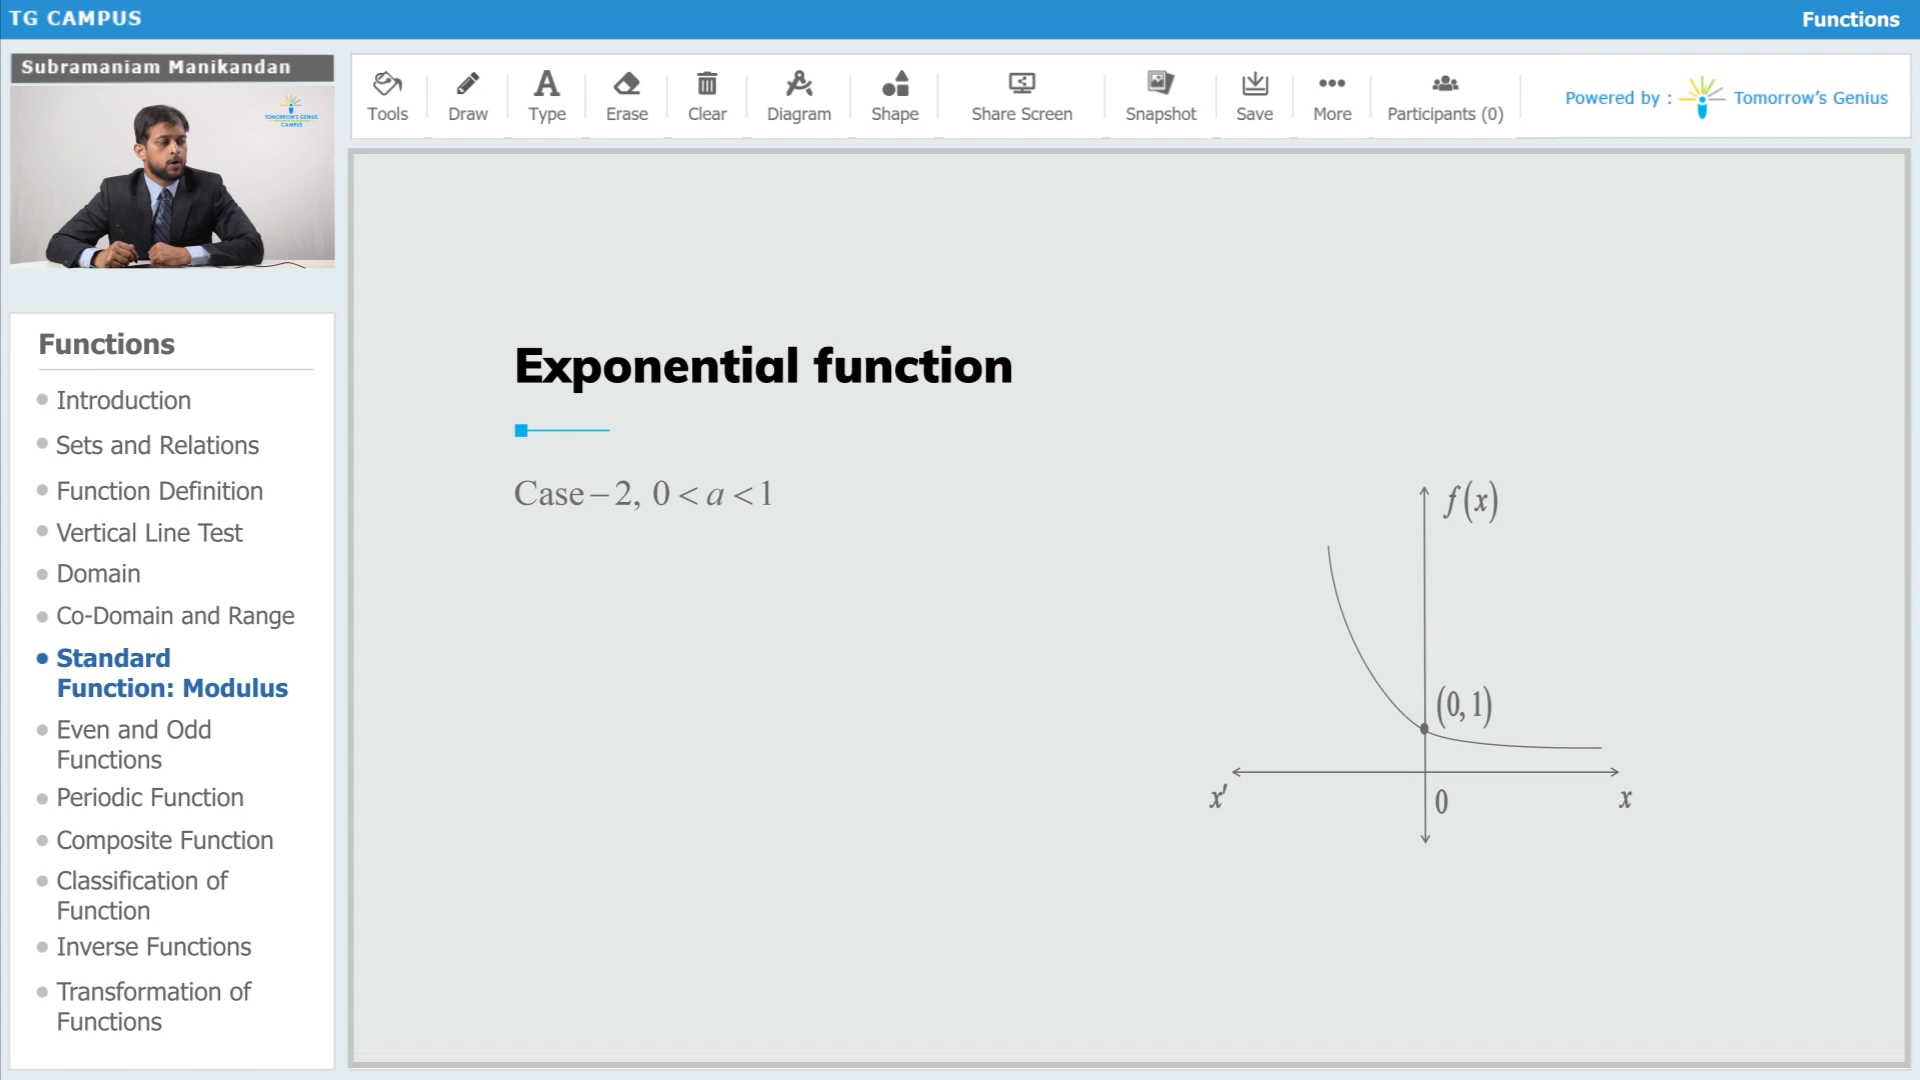 TG CAMPUS
Functions
Subramaniam Manikandan
TOMORROW'S GENIUS
CAMPUS
Tools
Draw
Type
Erase
Clear
Diagram
Shape
Share Screen
Snapshot
Save
More
Participants (0)
Powered by :
Tomorrow's Genius
Functions
Introduction
Sets and Relations
Function Definition
Vertical Line Test
Domain
Co-Domain and Range
Standard
Function: Modulus
Even and Odd
Functions
Periodic Function
Composite Function
Classification of
Function
Inverse Functions
Transformation of
Functions
Exponential function
Case – 2, 0 < a < 1
f(x)
(0, 1)
x'
0
x